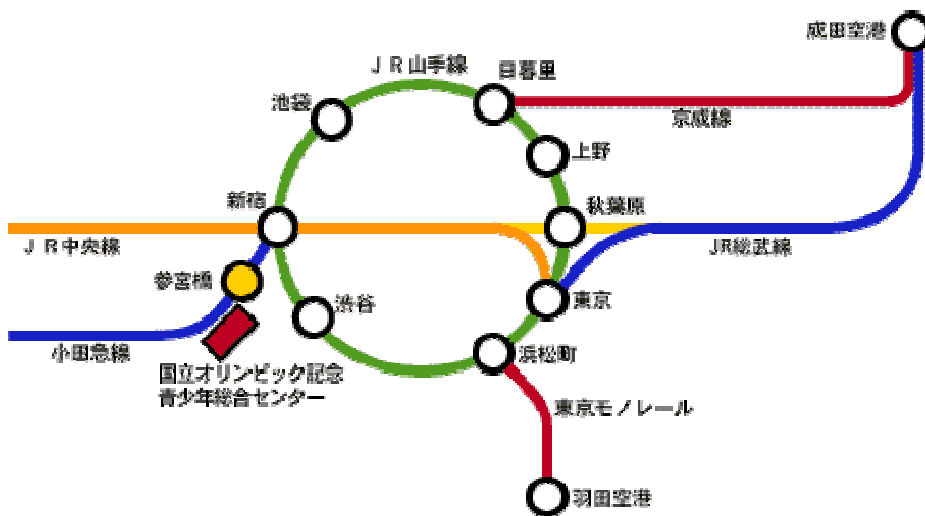 成田空港
JR山手線
日暮里
池袋
京成線
上野
新宿
秋葉原
JR中央線
JR総武線
参宮橋
渋谷
東京
小田急線
浜松町
国立オリンピック記念
青少年総合センター
東京モノレール
羽田空港